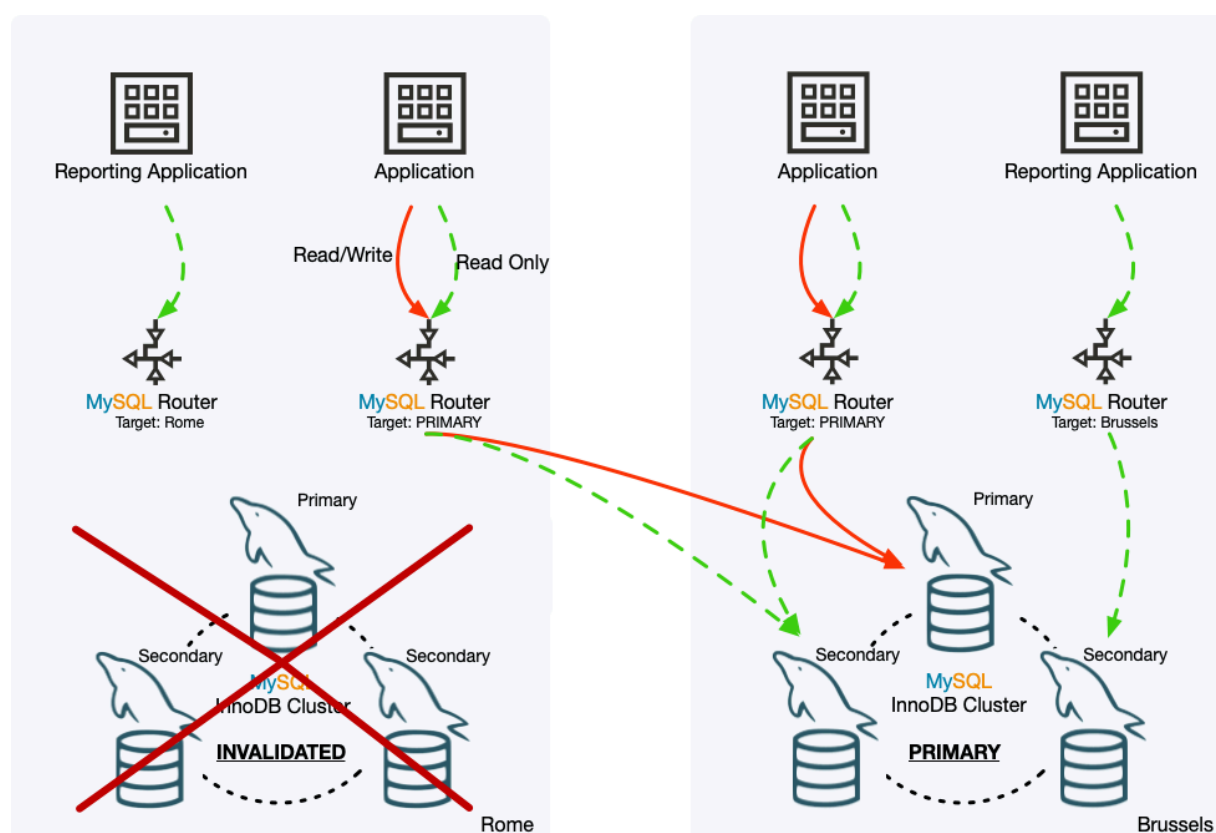 Reporting Application
Application
Application
Reporting Application
Read/Write
Read Only
MySQL Router
Target: Rome
MySQL Router
Target: PRIMARY
MySQL Router
Target: PRIMARY
MySQL Router
Target: Brussels
Primary
Secondary
Secondary
MySQL
InnoDB Cluster
INVALIDATED
Rome
Primary
Secondary
Secondary
MySQL
InnoDB Cluster
PRIMARY
Brussels